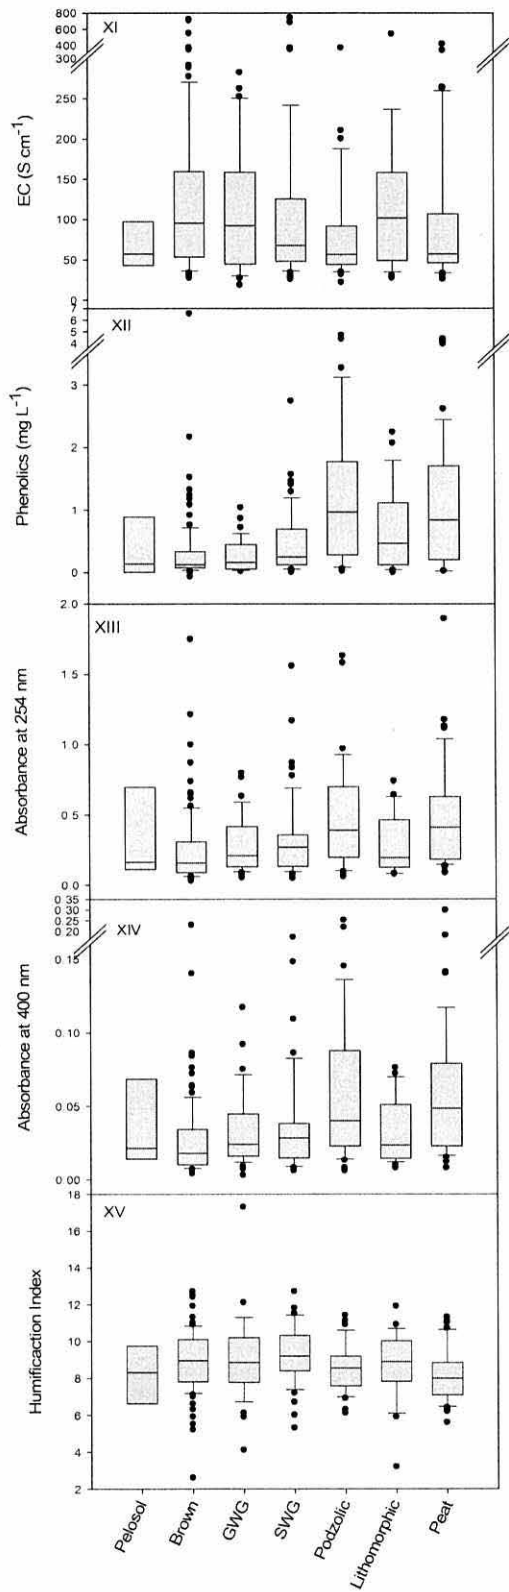 XI
800
600
400
300
250
200
150
100
50
0
EC (S cm⁻¹)
XII
7
6
5
4
3
2
1
0
Phenolics (mg L⁻¹)
XIII
2.0
1.5
1.0
0.5
0.0
Absorbance at 254 nm
XIV
0.35
0.30
0.25
0.20
0.15
0.10
0.05
0.00
Absorbance at 400 nm
XV
18
16
14
12
10
8
6
4
2
Humificaction Index
Pelosol
Brown
GWG
SWG
Podzolic
Lithomorphic
Peat